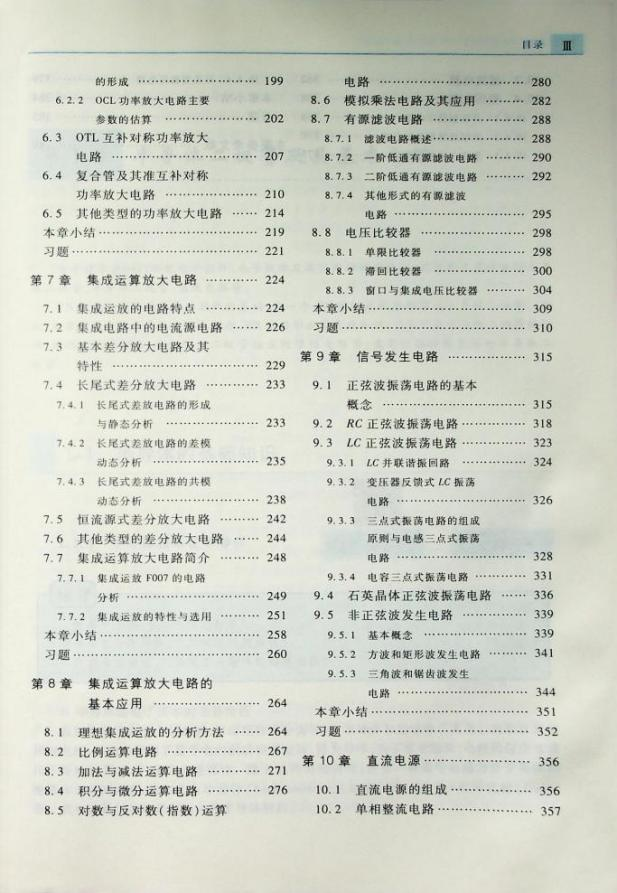 目录 Ⅲ
的形成 ………………… 199
6.2.2 OCL功率放大电路主要
参数的估算 ………………… 202
6.3 OTL互补对称功率放大
电路 ………………… 207
6.4 复合管及其准互补对称
功率放大电路 ………………… 210
6.5 其他类型的功率放大电路 …… 214
本章小结 ………………… 219
习题 ………………… 221
第7章 集成运算放大电路 ………… 224
7.1 集成运放的电路特点 ………… 224
7.2 集成电路中的电流源电路 …… 226
7.3 基本差分放大电路及其
特性 ………………… 229
7.4 长尾式差分放大电路 ………… 233
7.4.1 长尾式差放电路的形成
与静态分析 ………………… 233
7.4.2 长尾式差放电路的差模
动态分析 ………………… 235
7.4.3 长尾式差放电路的共模
动态分析 ………………… 238
7.5 恒流源式差分放大电路 ……… 242
7.6 其他类型的差分放大电路 …… 244
7.7 集成运算放大电路简介 ……… 248
7.7.1 集成运放F007的电路
分析 ………………… 249
7.7.2 集成运放的特性与选用 ……… 251
本章小结 ………………… 258
习题 ………………… 260
第8章 集成运算放大电路的
基本应用 ………………… 264
8.1 理想集成运放的分析方法 …… 264
8.2 比例运算电路 ………………… 267
8.3 加法与减法运算电路 ………… 271
8.4 积分与微分运算电路 ………… 276
8.5 对数与反对数(指数)运算
电路 ………………… 280
8.6 模拟乘法电路及其应用 ……… 282
8.7 有源滤波电路 ………………… 288
8.7.1 滤波电路概述 ………………… 288
8.7.2 一阶低通有源滤波电路 ……… 290
8.7.3 二阶低通有源滤波电路 ……… 292
8.7.4 其他形式的有源滤波
电路 ………………… 295
8.8 电压比较器 ………………… 298
8.8.1 单限比较器 ………………… 298
8.8.2 滞回比较器 ………………… 300
8.8.3 窗口与集成电压比较器 ……… 304
本章小结 ………………… 309
习题 ………………… 310
第9章 信号发生电路 ………………… 315
9.1 正弦波振荡电路的基本
概念 ………………… 315
9.2 RC正弦波振荡电路 ………… 318
9.3 LC正弦波振荡电路 ………… 323
9.3.1 LC并联谐振回路 ………… 324
9.3.2 变压器反馈式LC振荡
电路 ………………… 326
9.3.3 三点式振荡电路的组成
原则与电感三点式振荡
电路 ………………… 328
9.3.4 电容三点式振荡电路 ………… 331
9.4 石英晶体正弦波振荡电路 …… 336
9.5 非正弦波发生电路 …………… 339
9.5.1 基本概念 ………………… 339
9.5.2 方波和矩形波发生电路 ……… 341
9.5.3 三角波和锯齿波发生
电路 ………………… 344
本章小结 ………………… 351
习题 ………………… 352
第10章 直流电源 ………………… 356
10.1 直流电源的组成 …………… 356
10.2 单相整流电路 ……………… 357